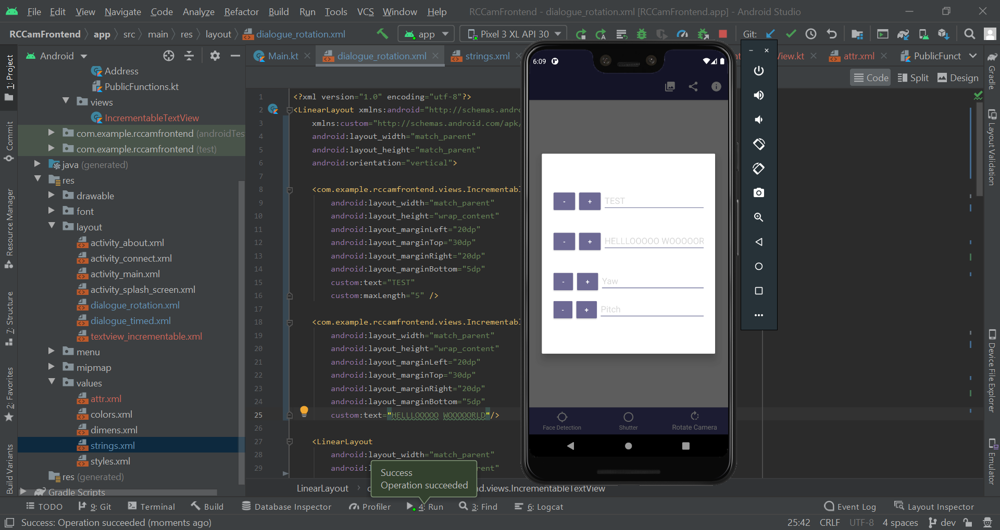 File Edit View Navigate Code Analyze Refactor Build Run Tools VCS Window Help RCCamFrontend - dialogue_rotation.xml [RCCamFrontend.app] - Android Studio
RCCamFrontend app src main res layout dialogue_rotation.xml app Pixel 3 XL API 30 Git:
Android
Main.kt dialogue_rotation.xml strings.xml View.kt attr.xml PublicFunct
Code Split Design
Address
PublicFunctions.kt
views
IncrementableTextView
com.example.rccamfrontend (androidTes
com.example.rccamfrontend (test)
java (generated)
res
drawable
font
layout
activity_about.xml
activity_connect.xml
activity_main.xml
activity_splash_screen.xml
dialogue_rotation.xml
dialogue_timed.xml
textview_incrementable.xml
menu
mipmap
values
attr.xml
colors.xml
dimens.xml
strings.xml
styles.xml
res (generated)
Gradle Scripts
1: Project
Commit
Resource Manager
7: Structure
2: Favorites
Build Variants
1 <?xml version="1.0" encoding="utf-8"?>
2 <LinearLayout xmlns:android="http://schemas.andro
3 xmlns:custom="http://schemas.android.com/apk/
4 android:layout_width="match_parent"
5 android:layout_height="match_parent"
6 android:orientation="vertical">
7
8 <com.example.rccamfrontend.views.Incrementabl
9 android:layout_width="match_parent"
10 android:layout_height="wrap_content"
11 android:layout_marginLeft="20dp"
12 android:layout_marginTop="30dp"
13 android:layout_marginRight="20dp"
14 android:layout_marginBottom="5dp"
15 custom:text="TEST"
16 custom:maxLength="5" />
17
18 <com.example.rccamfrontend.views.Incrementabl
19 android:layout_width="match_parent"
20 android:layout_height="wrap_content"
21 android:layout_marginLeft="20dp"
22 android:layout_marginTop="30dp"
23 android:layout_marginRight="20dp"
24 android:layout_marginBottom="5dp"
25 custom:text="HELLLOOOOO WOOOOORLD"/>
26
27 <LinearLayout
28 android:layout_width="match_parent"
29
6:09
- + TEST
- + HELLLOOOOO WOOOOOR
- + Yaw
- + Pitch
Face Detection Shutter Rotate Camera
Gradle
Layout Validation
Device File Explorer
Emulator
Success
Operation succeeded
LinearLayout d.views.IncrementableTextView
TODO 9: Git Terminal Build Database Inspector Profiler 4: Run 3: Find 6: Logcat Event Log Layout Inspector
Success: Operation succeeded (moments ago) 25:42 CRLF UTF-8 4 spaces dev